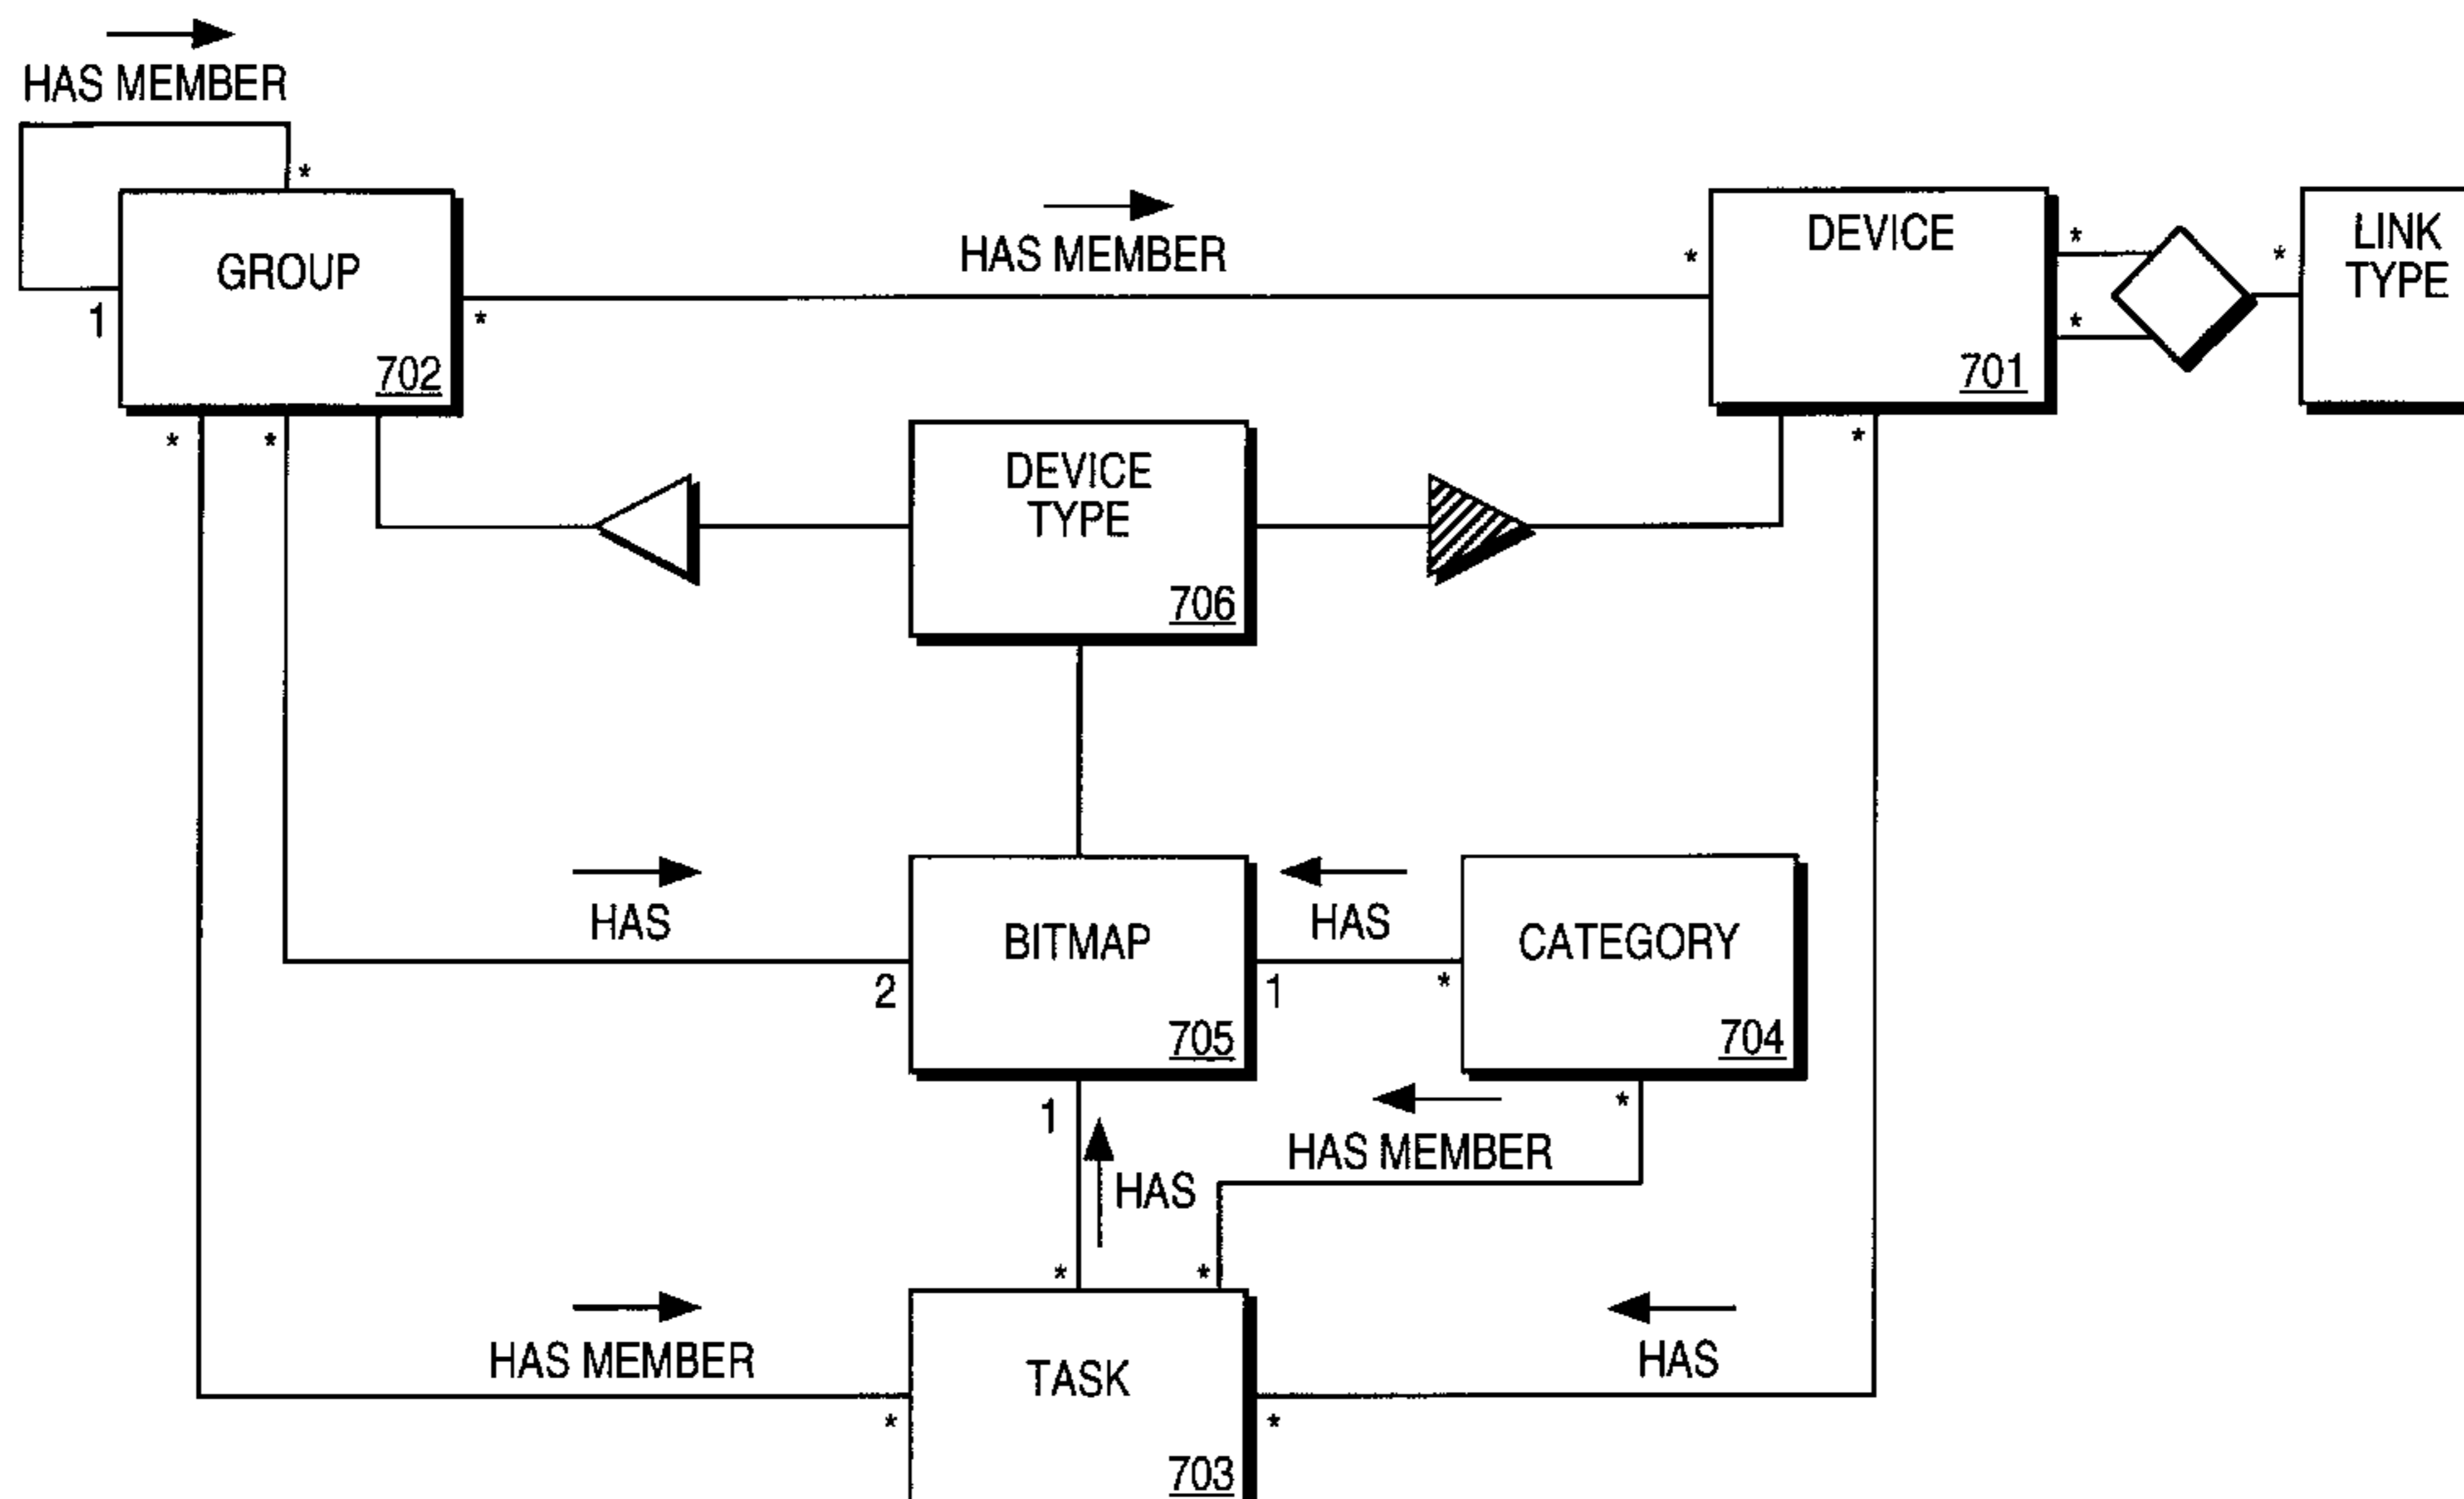 HAS MEMBER
*
GROUP
1
702
*
HAS MEMBER
*
DEVICE
701
*
*
*
LINK
TYPE
*
*
*
DEVICE
TYPE
706
HAS
2
BITMAP
705
HAS
1
*
CATEGORY
704
1
HAS
*
HAS MEMBER
*
*
HAS MEMBER
*
TASK
703
HAS
*